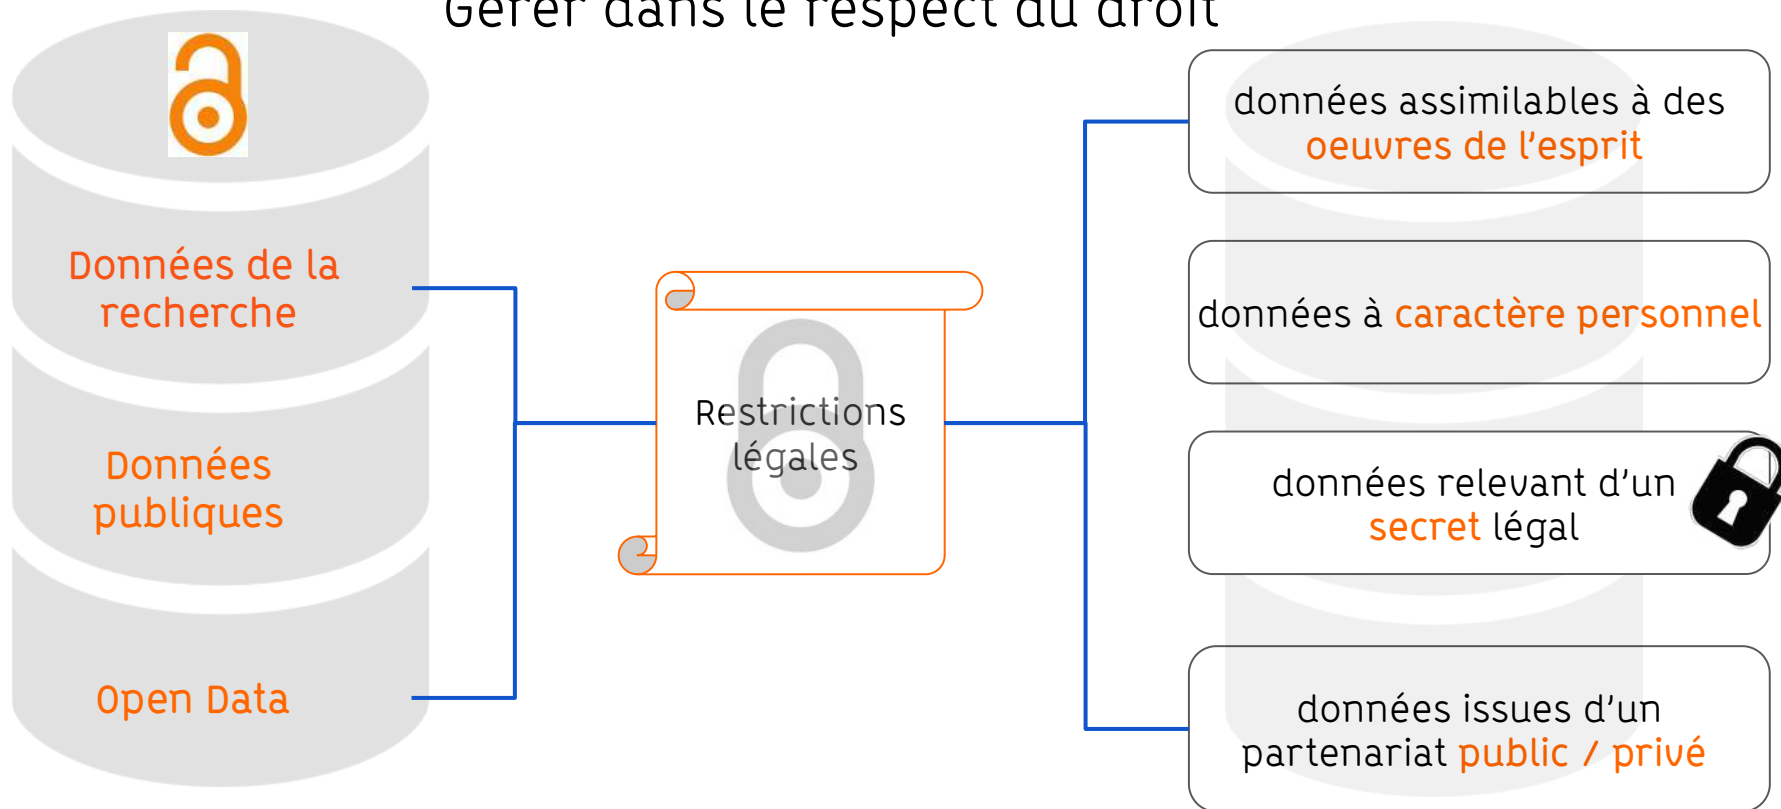 Gérer dans le respect du droit
Données de la
recherche
Données
publiques
Open Data
Restrictions
légales
données assimilables à des
oeuvres de l'esprit
données à caractère personnel
données relevant d'un
secret légal
données issues d'un
partenariat public / privé